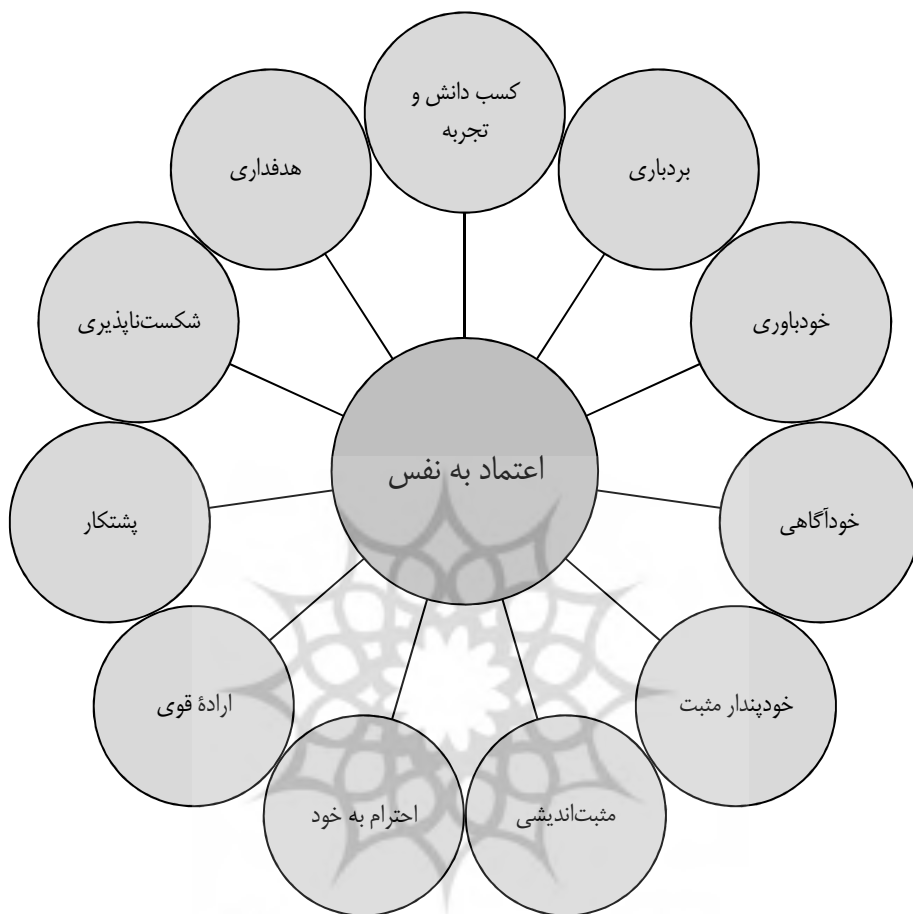 کسب دانش و
تجربه
بردباری
خودباوری
خودآگاهی
خودپندار مثبت
مثبت‌اندیشی
احترام به خود
ارادهٔ قوی
پشتکار
شکست‌ناپذیری
هدفداری
اعتماد به نفس